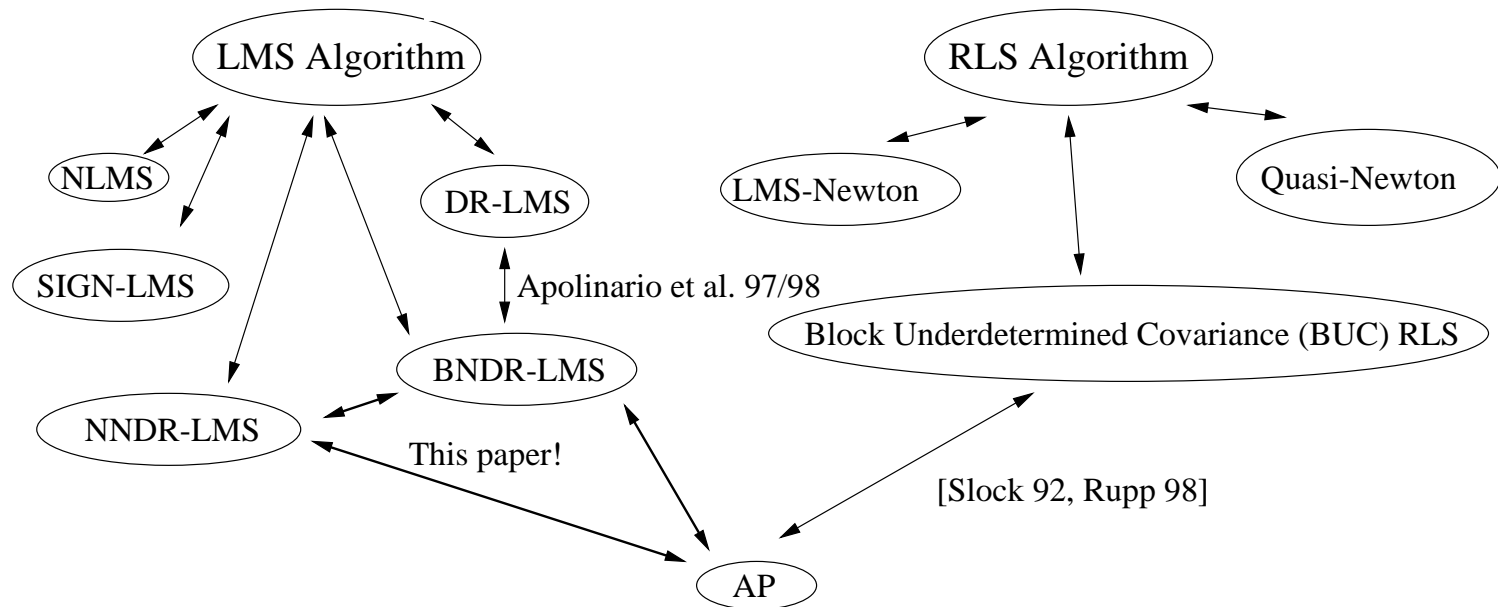 LMS Algorithm
RLS Algorithm
NLMS
DR-LMS
LMS-Newton
Quasi-Newton
SIGN-LMS
Apolinario et al. 97/98
Block Underdetermined Covariance (BUC) RLS
BNDR-LMS
NNDR-LMS
This paper!
[Slock 92, Rupp 98]
AP